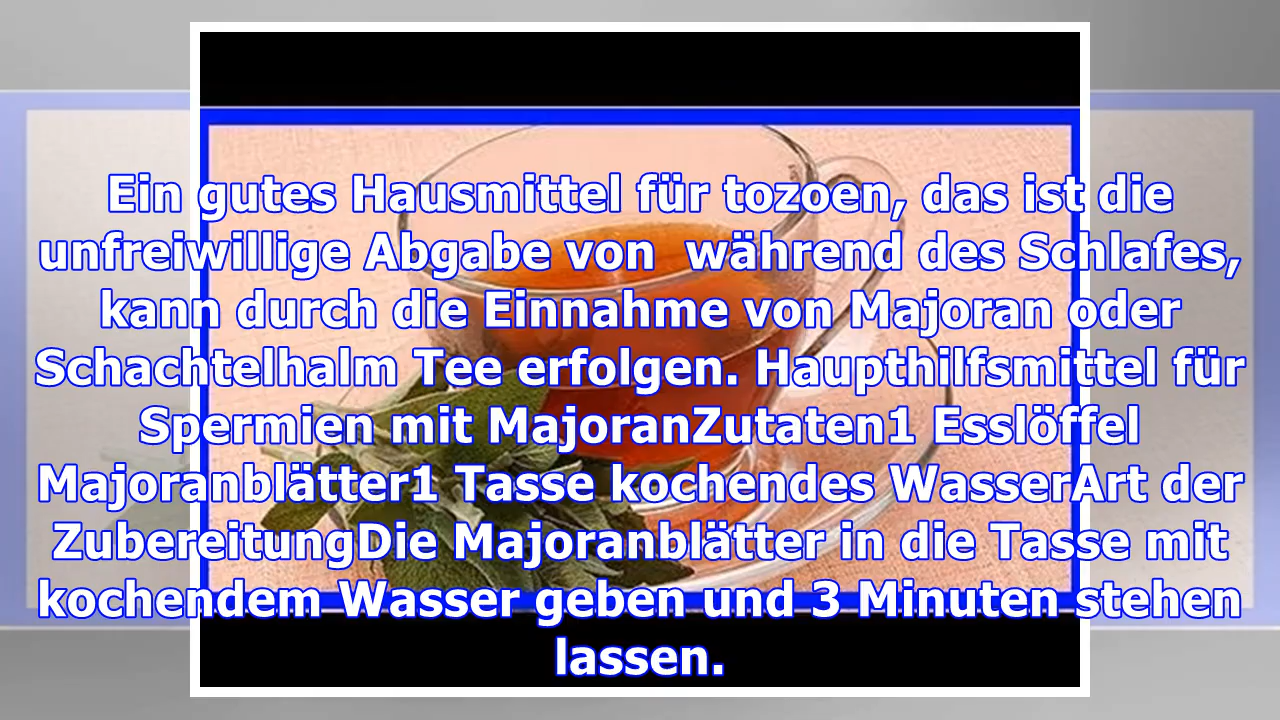 Ein gutes Hausmittel für tozoen, das ist die
unfreiwillige Abgabe von  während des Schlafes,
kann durch die Einnahme von Majoran oder
Schachtelhalm Tee erfolgen. Haupthilfsmittel für
Spermien mit MajoranZutaten1 Esslöffel
Majoranblätter1 Tasse kochendes WasserArt der
ZubereitungDie Majoranblätter in die Tasse mit
kochendem Wasser geben und 3 Minuten stehen
lassen.